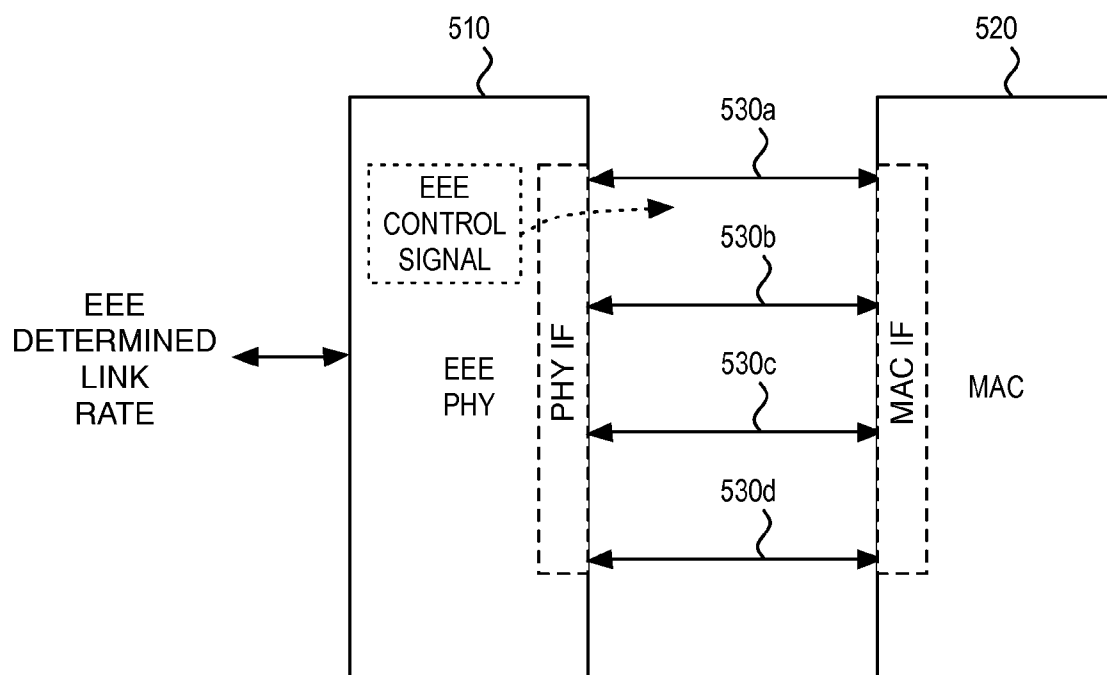 510
520
530a
EEE
CONTROL
SIGNAL
530b
EEE
DETERMINED
LINK
RATE
EEE
PHY
PHY IF
530c
MAC IF
MAC
530d